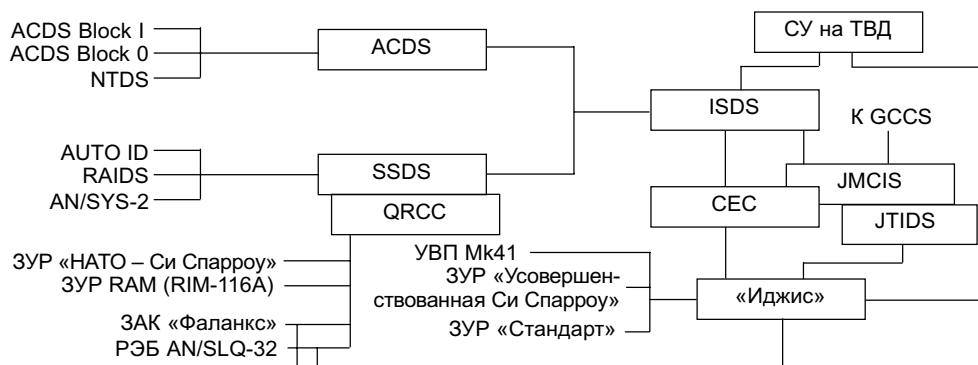 ACDS Block I
ACDS Block 0
NTDS
ACDS
СУ на ТВД
ISDS
К GCCS
AUTO ID
RAIDS
AN/SYS-2
SSDS
QRCC
CEC
JMCIS
JTIDS
ЗУР «НАТО – Си Спарроу»
ЗУР RAM (RIM-116A)
ЗАК «Фаланкс»
РЭБ AN/SLQ-32
УВП Mk41
ЗУР «Усовершен-
ствованная Си Спарроу»
ЗУР «Стандарт»
«Иджис»